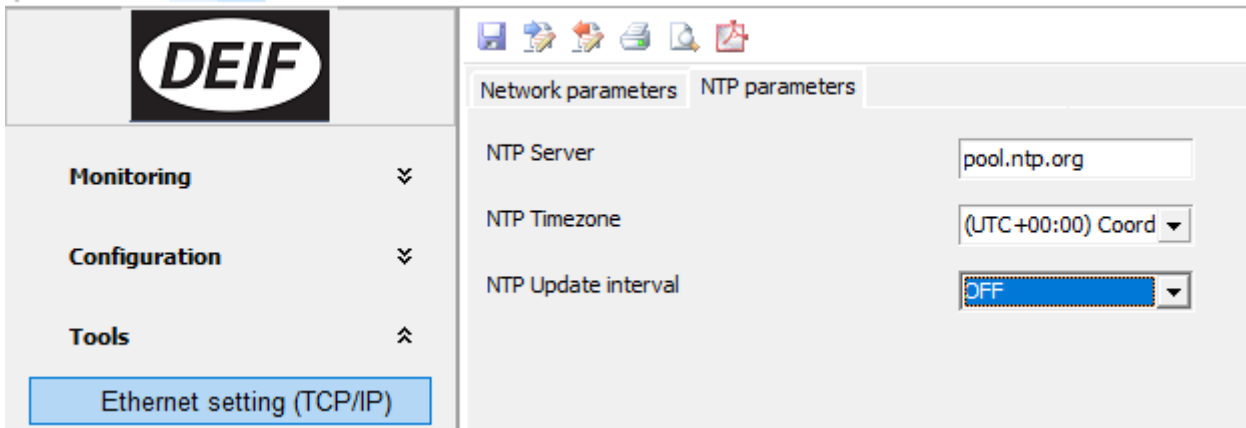 DEIF
Monitoring
Configuration
Tools
Ethernet setting (TCP/IP)
Network parameters NTP parameters
NTP Server pool.ntp.org
NTP Timezone (UTC+00:00) Coord
NTP Update interval OFF